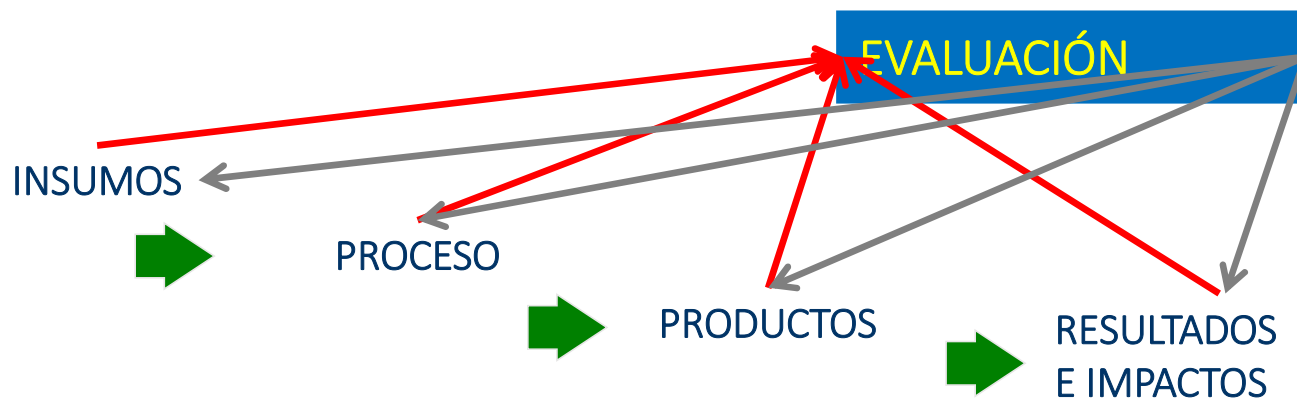 EVALUACIÓN
INSUMOS
PROCESO
PRODUCTOS
RESULTADOS
E IMPACTOS